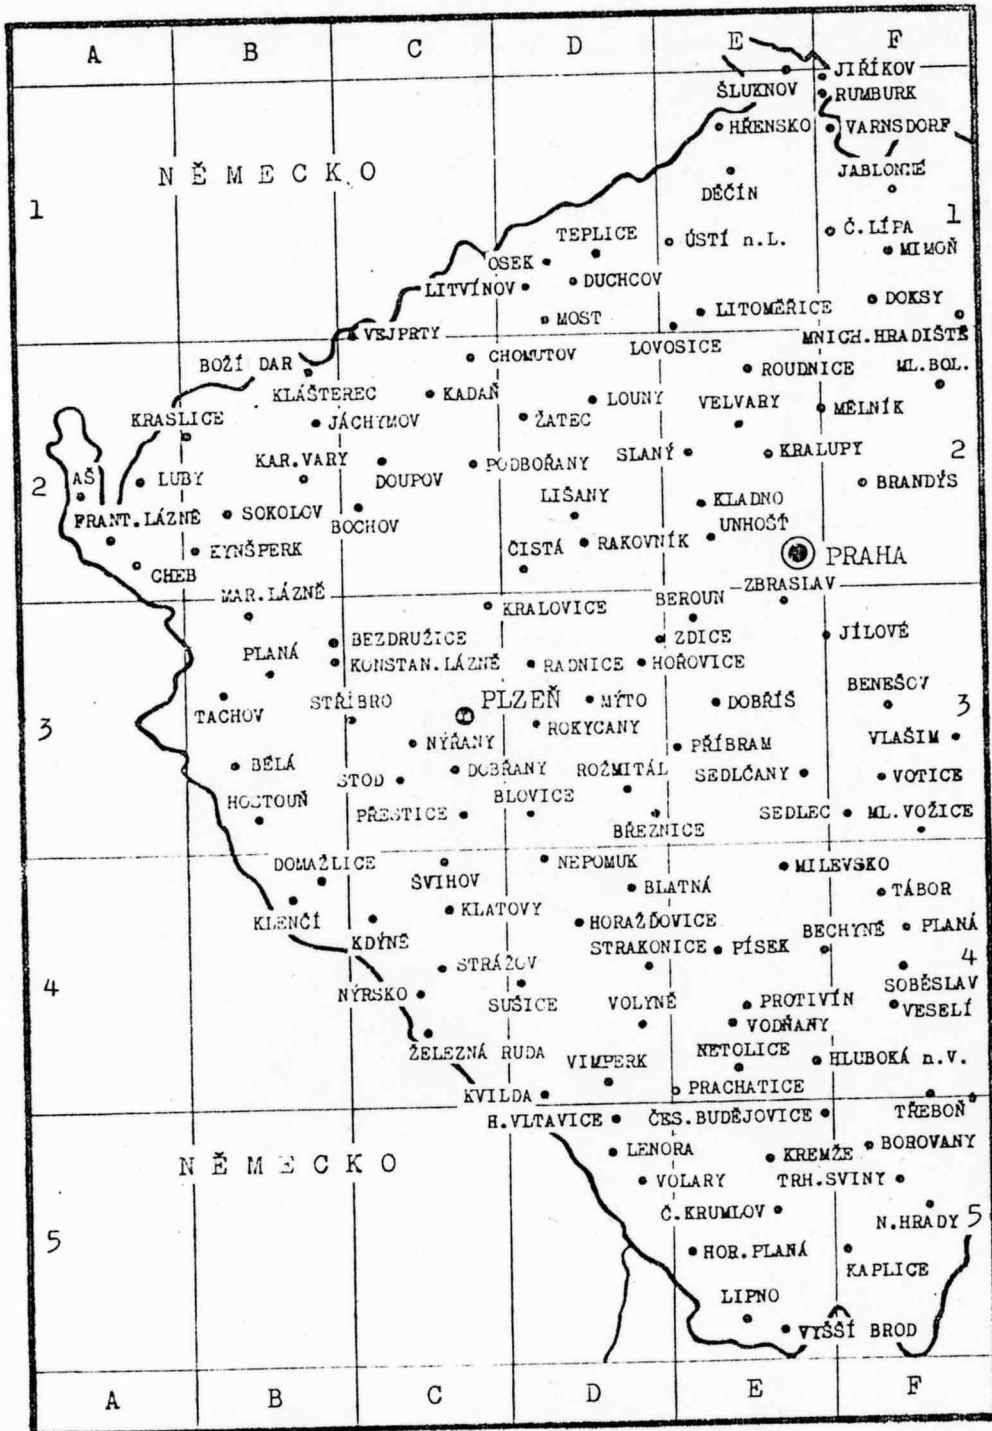 A B C D E F
JIŘÍKOV
ŠLUKNOV
RUMBURK
HŘENSKO
VARNSDORF
NĚMECKO
JABLONNÉ
DĚČÍN
1
1
Č.LÍPA
TEPLICE
ÚSTÍ n.L.
MIMOŇ
OSEK
LITVÍNOV
DUCHCOV
DOKSY
LITOMĚŘICE
MOST
VEJPRTY
MNICH.HRADIŠTĚ
LOVOSICE
BOŽÍ DAR
CHOMUTOV
ROUDNICE
ML.BOL.
KLÁŠTEREC
KADAŇ
LOUNY
VELVARY
KRASLICE
JÁCHYMOV
ŽATEC
MĚLNÍK
KAR.VARY
PODBOŘANY
SLANÝ
KRALUPY
2
2
AŠ
LUBY
DOUPOV
LIŠANY
BRANDÝS
FRANT.LÁZNĚ
SOKOLOV
BOCHOV
KLADNO
UNHOŠŤ
KYNŠPERK
ČISTÁ
RAKOVNÍK
PRAHA
CHEB
ZBRASLAV
MAR.LÁZNĚ
KRALOVICE
BEROUN
BEZDRUŽICE
ZDICE
JÍLOVÉ
PLANÁ
KONSTAN.LÁZNĚ
RADNICE
HOŘOVICE
BENEŠOV
TACHOV
STŘÍBRO
PLZEŇ
MÝTO
DOBŘÍŠ
3
3
ROKYCANY
NÝŘANY
PŘÍBRAM
VLAŠIM
BĚLÁ
STOD
DOBŘANY
ROŽMITÁL
SEDLČANY
VOTICE
HOSTOUŇ
BLOVICE
PŘEŠTICE
BŘEZNICE
SEDLEC
ML.VOŽICE
DOMAŽLICE
ŠVIHOV
NEPOMUK
MILEVSKO
BLATNÁ
TÁBOR
KLENČÍ
KLATOVY
HORAŽĎOVICE
BECHYNĚ
PLANÁ
KDÝNĚ
STRAKONICE
PÍSEK
4
4
STRÁŽOV
SOBĚSLAV
NÝRSKO
SUŠICE
VOLYNĚ
PROTIVÍN
VESELÍ
VODŇANY
ŽELEZNÁ RUDA
VIMPERK
NETOLICE
HLUBOKÁ n.V.
KVILDA
PRACHATICE
TŘEBOŇ
H.VLTAVICE
ČES.BUDĚJOVICE
NĚMECKO
LENORA
KREMŽE
BOROVANY
VOLARY
TRH.SVINY
Č.KRUMLOV
N.HRADY
5
5
HOR.PLANÁ
KAPLICE
LIPNO
VYŠŠÍ BROD
A B C D E F